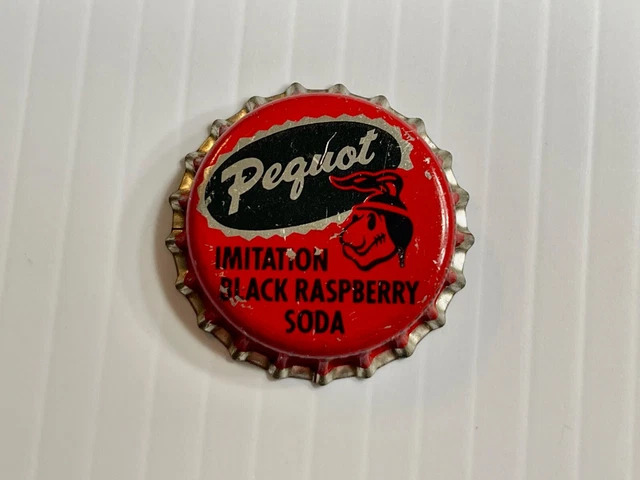 Pequot
IMITATION
BLACK RASPBERRY
SODA